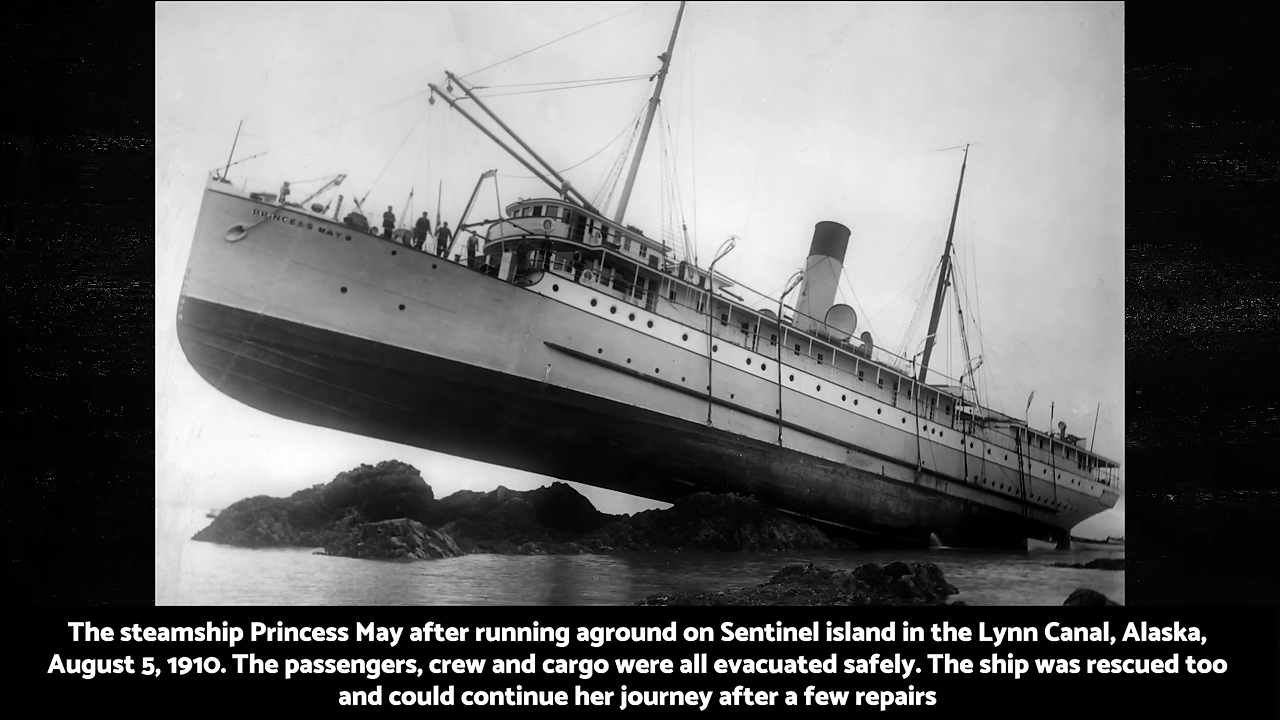 PRINCESS MAY
The steamship Princess May after running aground on Sentinel island in the Lynn Canal, Alaska,
August 5, 1910. The passengers, crew and cargo were all evacuated safely. The ship was rescued too
and could continue her journey after a few repairs